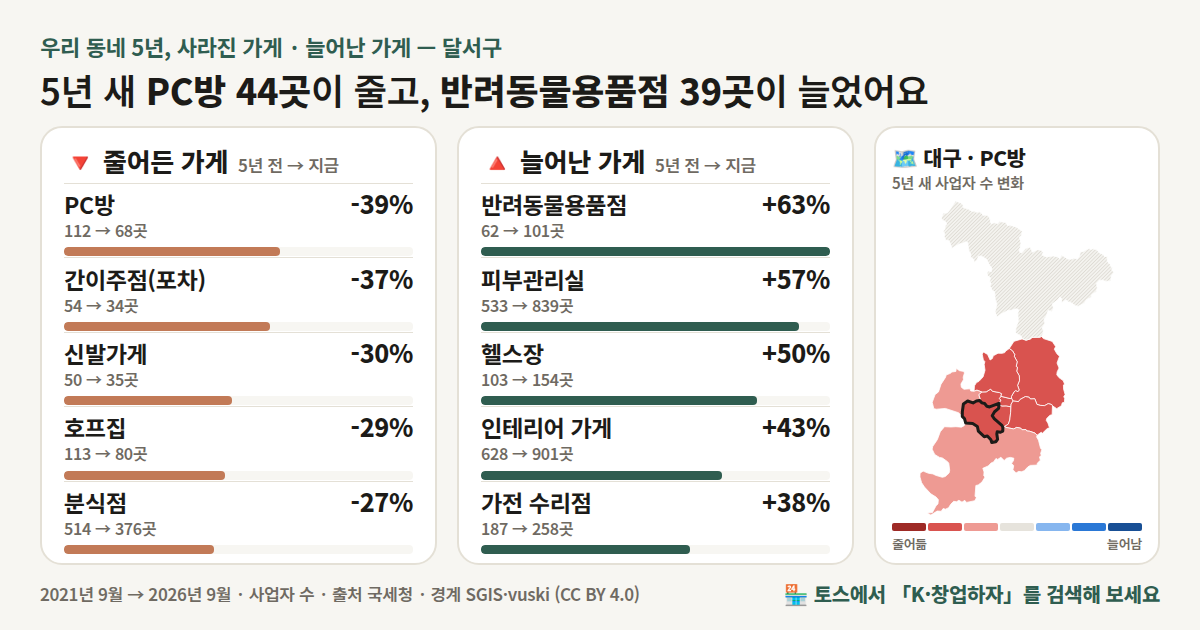 우리 동네 5년, 사라진 가게 · 늘어난 가게 — 달서구
5년 새 PC방 44곳이 줄고, 반려동물용품점 39곳이 늘었어요
줄어든 가게 5년 전 → 지금
PC방 -39%
112 → 68곳
간이주점(포차) -37%
54 → 34곳
신발가게 -30%
50 → 35곳
호프집 -29%
113 → 80곳
분식점 -27%
514 → 376곳
늘어난 가게 5년 전 → 지금
반려동물용품점 +63%
62 → 101곳
피부관리실 +57%
533 → 839곳
헬스장 +50%
103 → 154곳
인테리어 가게 +43%
628 → 901곳
가전 수리점 +38%
187 → 258곳
대구 · PC방
5년 새 사업자 수 변화
줄어듦 늘어남
2021년 9월 → 2026년 9월 · 사업자 수 · 출처 국세청 · 경계 SGIS·vuski (CC BY 4.0)
토스에서 「K·창업하자」를 검색해 보세요